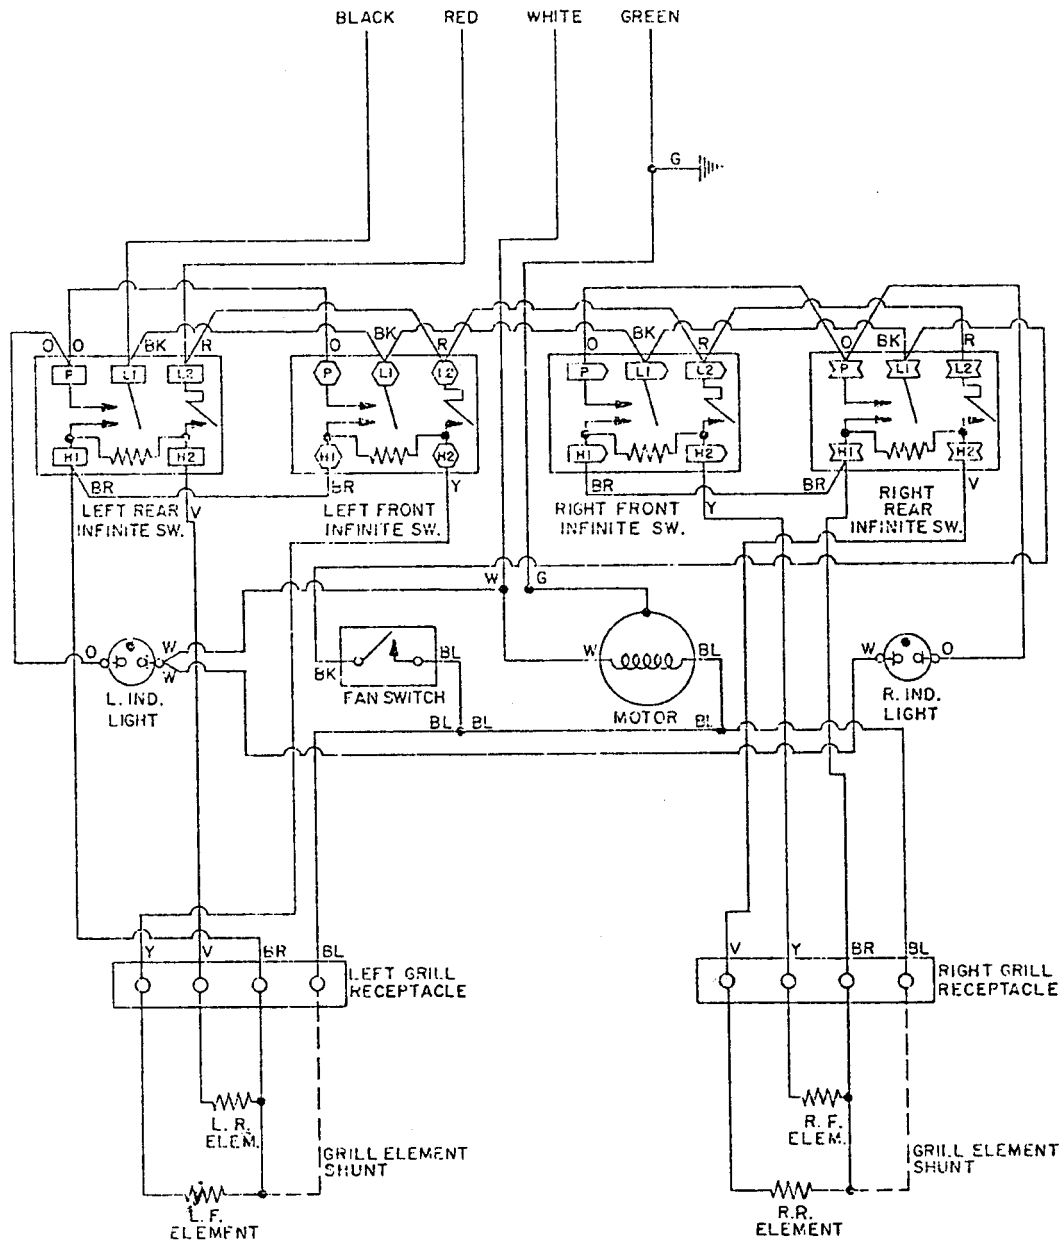 BLACK RED WHITE GREEN
G
O O BK R O BK R O BK R O BK R
P L1 L2 P L1 L2 P L1 L2 P L1 L2
H1 H2 H1 H2 H1 H2 H1 H2
BR V BR Y BR Y BR V
LEFT REAR
INFINITE SW.
LEFT FRONT
INFINITE SW.
RIGHT FRONT
INFINITE SW.
RIGHT
REAR
INFINITE SW.
W G
O W
W
L. IND.
LIGHT
BK BL
FAN SWITCH
W BL
MOTOR
W O
R. IND.
LIGHT
BL BL BL
Y V BR BL
LEFT GRILL
RECEPTACLE
V Y BR BL
RIGHT GRILL
RECEPTACLE
L. R.
ELEM.
R. F.
ELEM.
GRILL ELEMENT
SHUNT
GRILL ELEMENT
SHUNT
L. F.
ELEMENT
R.R.
ELEMENT